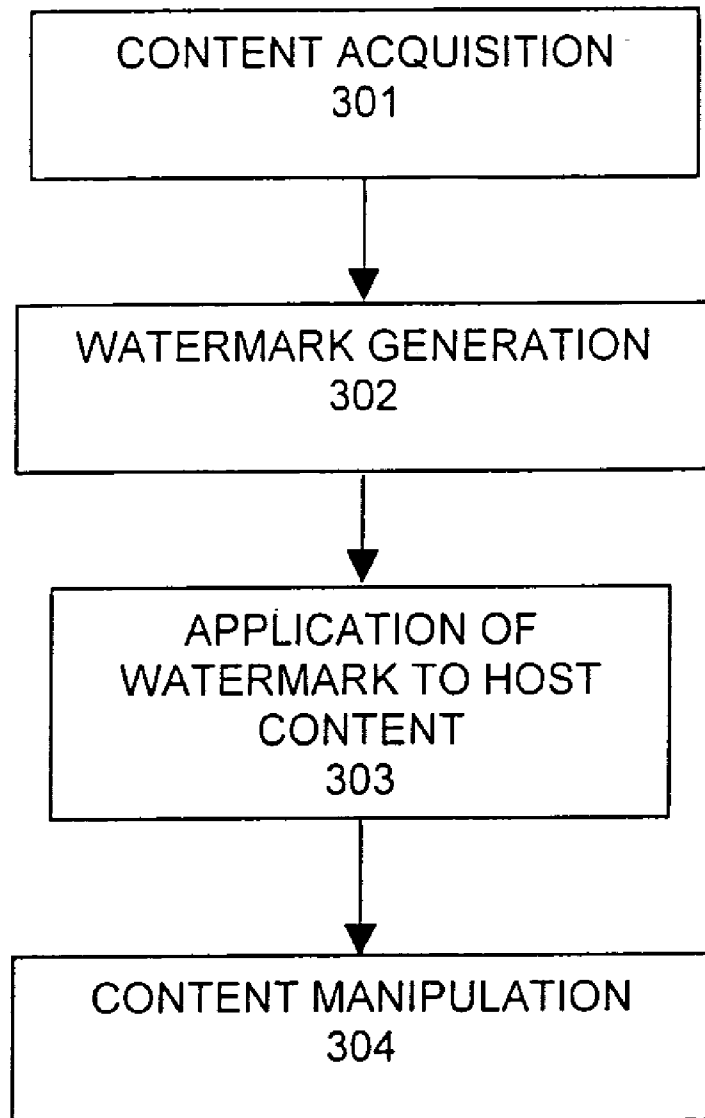 CONTENT ACQUISITION
301
WATERMARK GENERATION
302
APPLICATION OF
WATERMARK TO HOST
CONTENT
303
CONTENT MANIPULATION
304